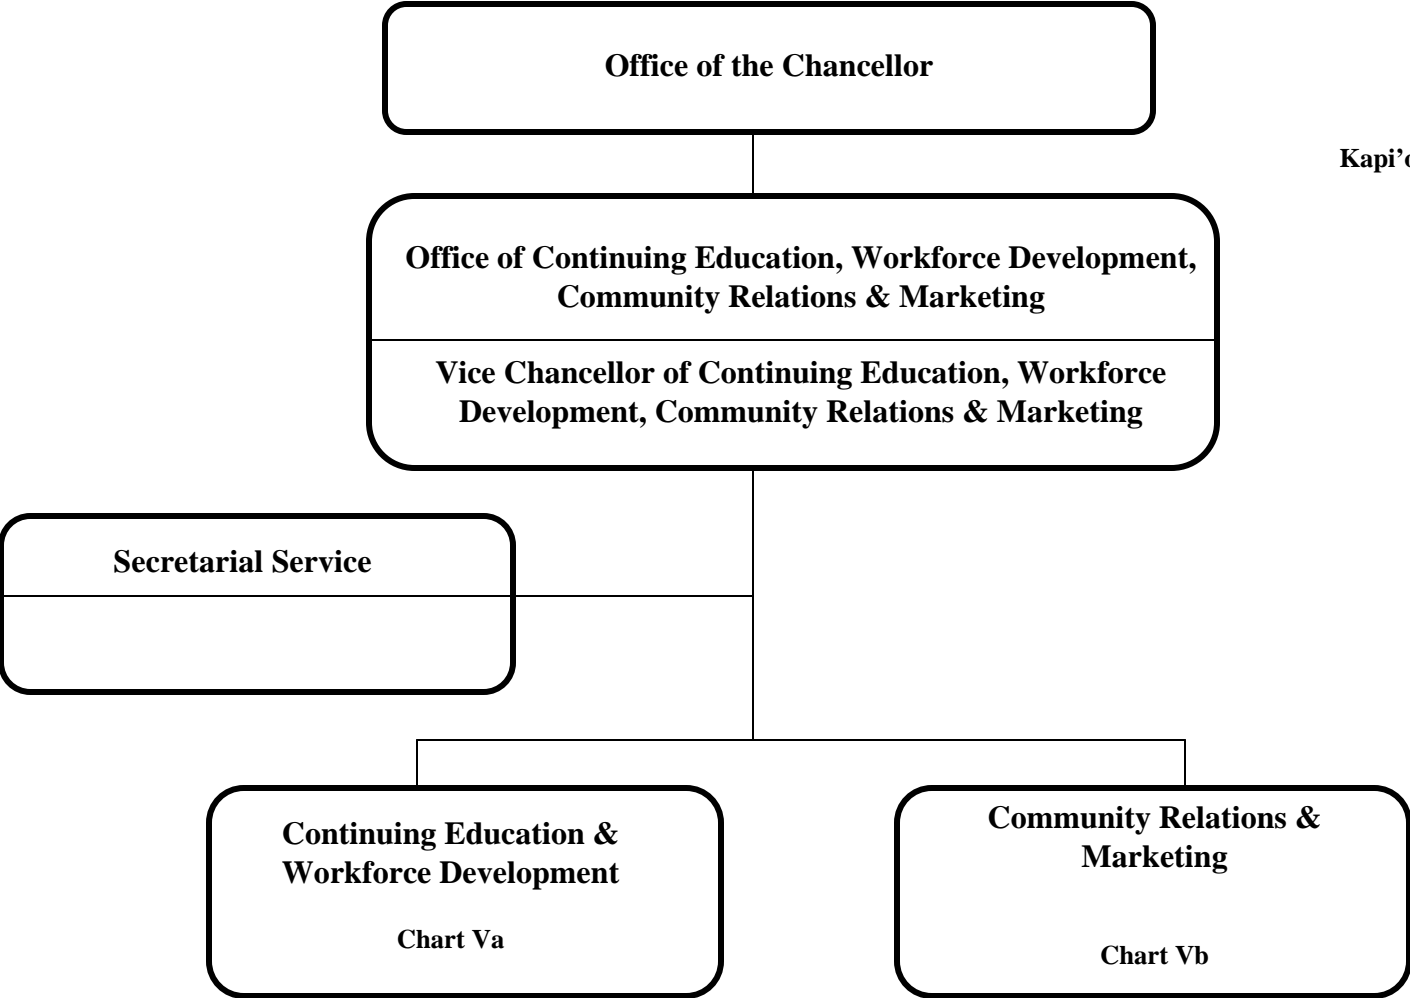 Office of the Chancellor
Office of Continuing Education, Workforce Development,
Community Relations & Marketing
Vice Chancellor of Continuing Education, Workforce
Development, Community Relations & Marketing
Secretarial Service
Continuing Education &
Workforce Development
Chart Va
Community Relations &
Marketing
Chart Vb